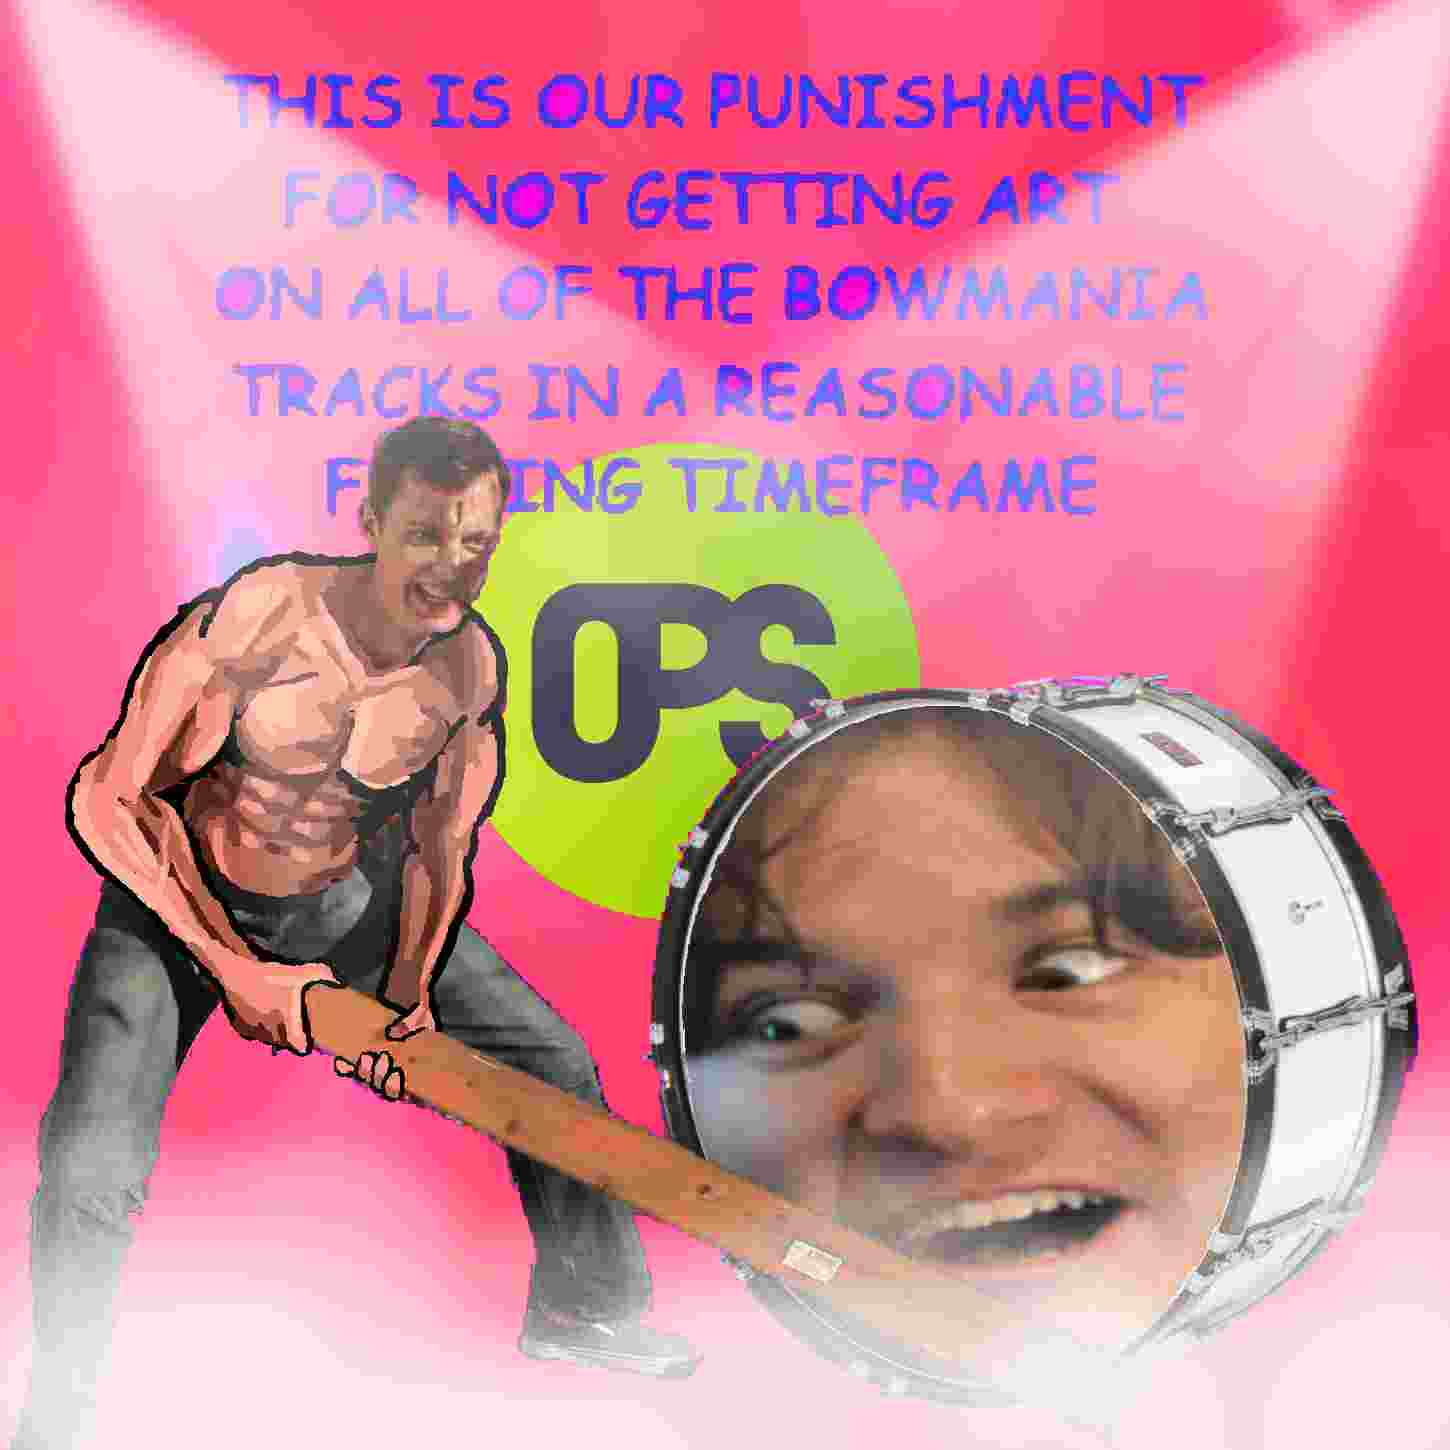 THIS IS OUR PUNISHMENT
FOR NOT GETTING ART
ON ALL OF THE BOWMANIA
TRACKS IN A REASONABLE
TIMEFRAME
OPS